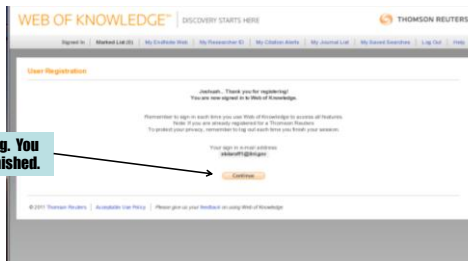 WEB OF KNOWLEDGE℠ | DISCOVERY STARTS HERE
THOMSON REUTERS
Signed In | Marked List (0) | My EndNote Web | My ResearcherID | My Citation Alerts | My Journal List | My Saved Searches | Log Out | Help
User Registration
Thank you for registering!
You are now signed in to Web of Knowledge.
Remember to sign in each time you use Web of Knowledge to access all features.
Note: If you are already registered for a Thomson Reuters
To protect your privacy, remember to log out each time you finish your session.
Your sign in e-mail address:
Continue
g. You
ished.
© 2011 Thomson Reuters | Acceptable Use Policy | Please give us your feedback on using Web of Knowledge